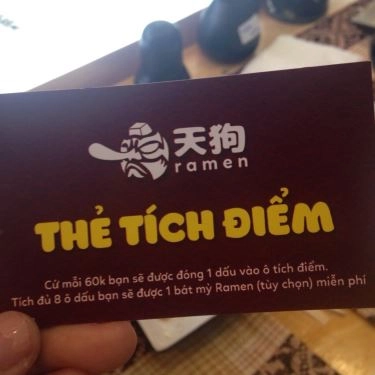 天狗
ramen
THẺ TÍCH ĐIỂM
Cứ mỗi 60k bạn sẽ được đóng 1 dấu vào ô tích điểm.
Tích đủ 8 ô dấu bạn sẽ được 1 bát mỳ Ramen (tùy chọn) miễn phí